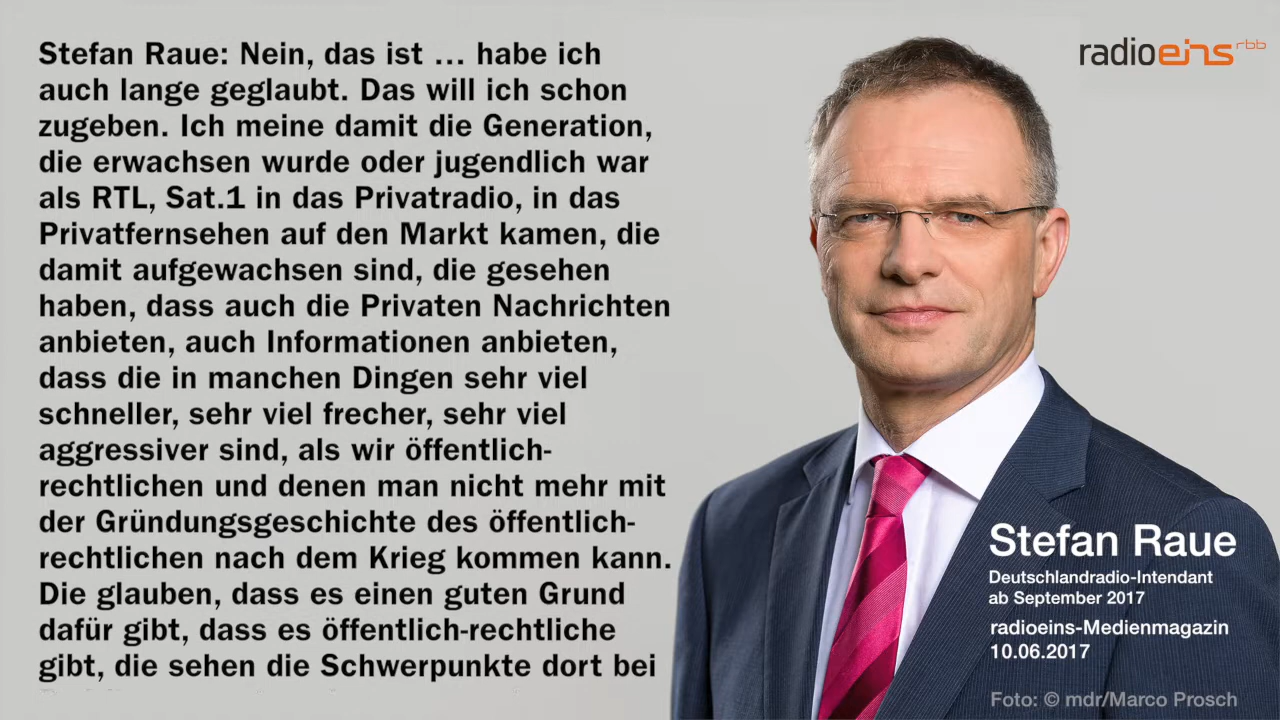 Stefan Raue: Nein, das ist … habe ich
auch lange geglaubt. Das will ich schon
zugeben. Ich meine damit die Generation,
die erwachsen wurde oder jugendlich war
als RTL, Sat.1 in das Privatradio, in das
Privatfernsehen auf den Markt kamen, die
damit aufgewachsen sind, die gesehen
haben, dass auch die Privaten Nachrichten
anbieten, auch Informationen anbieten,
dass die in manchen Dingen sehr viel
schneller, sehr viel frecher, sehr viel
aggressiver sind, als wir öffentlich-
rechtlichen und denen man nicht mehr mit
der Gründungsgeschichte des öffentlich-
rechtlichen nach dem Krieg kommen kann.
Die glauben, dass es einen guten Grund
dafür gibt, dass es öffentlich-rechtliche
gibt, die sehen die Schwerpunkte dort bei
radioeins rbb
Stefan Raue
Deutschlandradio-Intendant
ab September 2017
radioeins-Medienmagazin
10.06.2017
Foto: © mdr/Marco Prosch